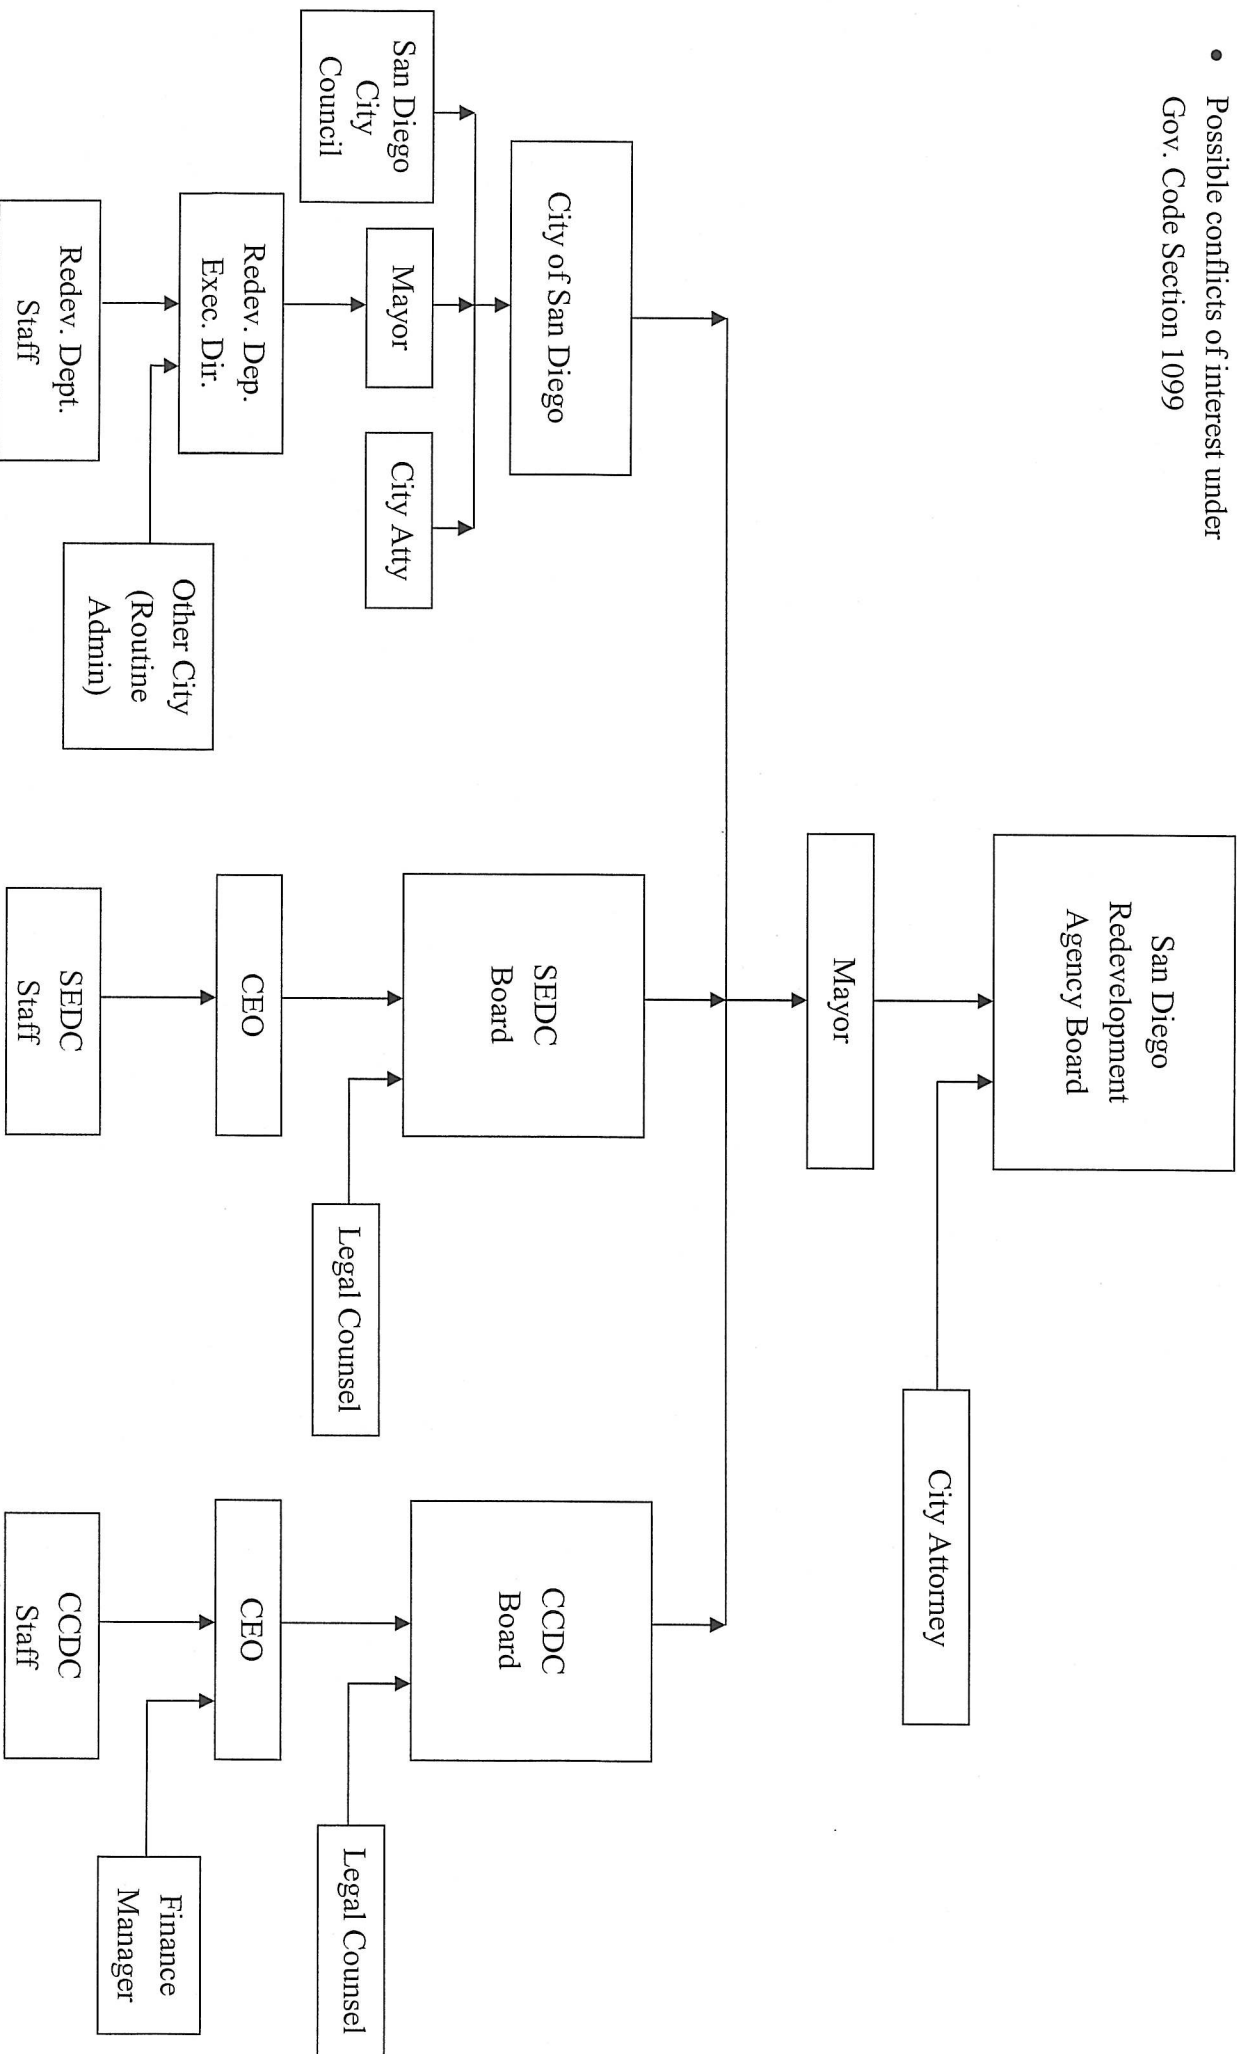 • Possible conflicts of interest under
Gov. Code Section 1099
San Diego
Redevelopment
Agency Board
City Attorney
Mayor
City of San Diego
SEDC
Board
CCDC
Board
San Diego
City
Council
Mayor
City Atty
Legal Counsel
Legal Counsel
Redev. Dep.
Exec. Dir.
CEO
CEO
Other City
(Routine
Admin)
Finance
Manager
Redev. Dept.
Staff
SEDC
Staff
CCDC
Staff